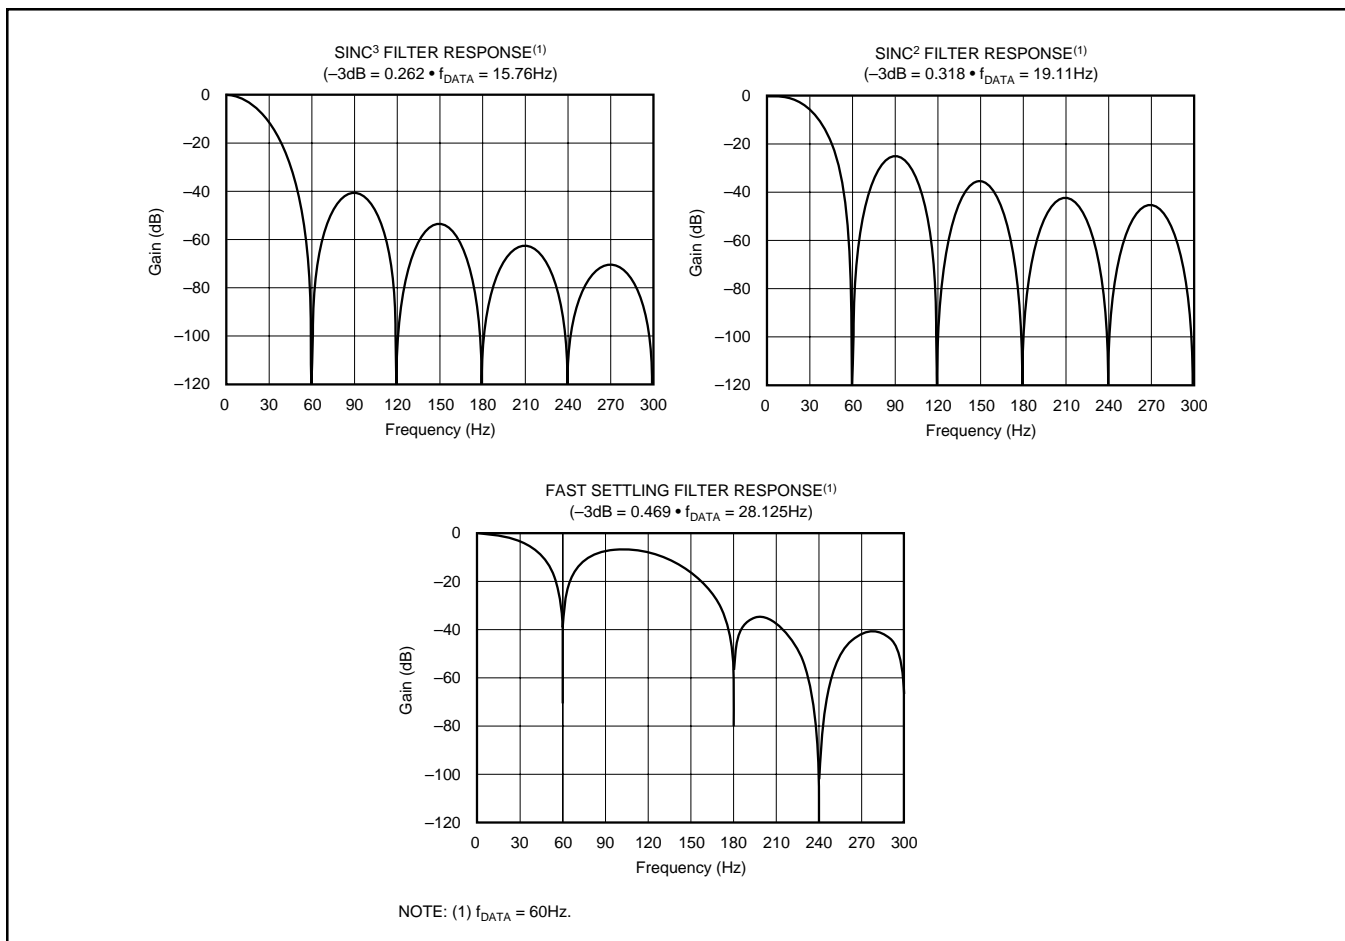 SINC³ FILTER RESPONSE⁽¹⁾
(–3dB = 0.262 • fDATA = 15.76Hz)
0
–20
–40
–60
–80
–100
–120
Gain (dB)
0 30 60 90 120 150 180 210 240 270 300
Frequency (Hz)
SINC² FILTER RESPONSE⁽¹⁾
(–3dB = 0.318 • fDATA = 19.11Hz)
0
–20
–40
–60
–80
–100
–120
Gain (dB)
0 30 60 90 120 150 180 210 240 270 300
Frequency (Hz)
FAST SETTLING FILTER RESPONSE⁽¹⁾
(–3dB = 0.469 • fDATA = 28.125Hz)
0
–20
–40
–60
–80
–100
–120
Gain (dB)
0 30 60 90 120 150 180 210 240 270 300
Frequency (Hz)
NOTE: (1) fDATA = 60Hz.